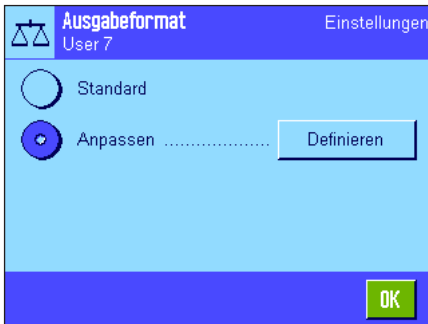 Ausgabeformat Einstellungen
User 7
Standard
Anpassen .................... Definieren
OK